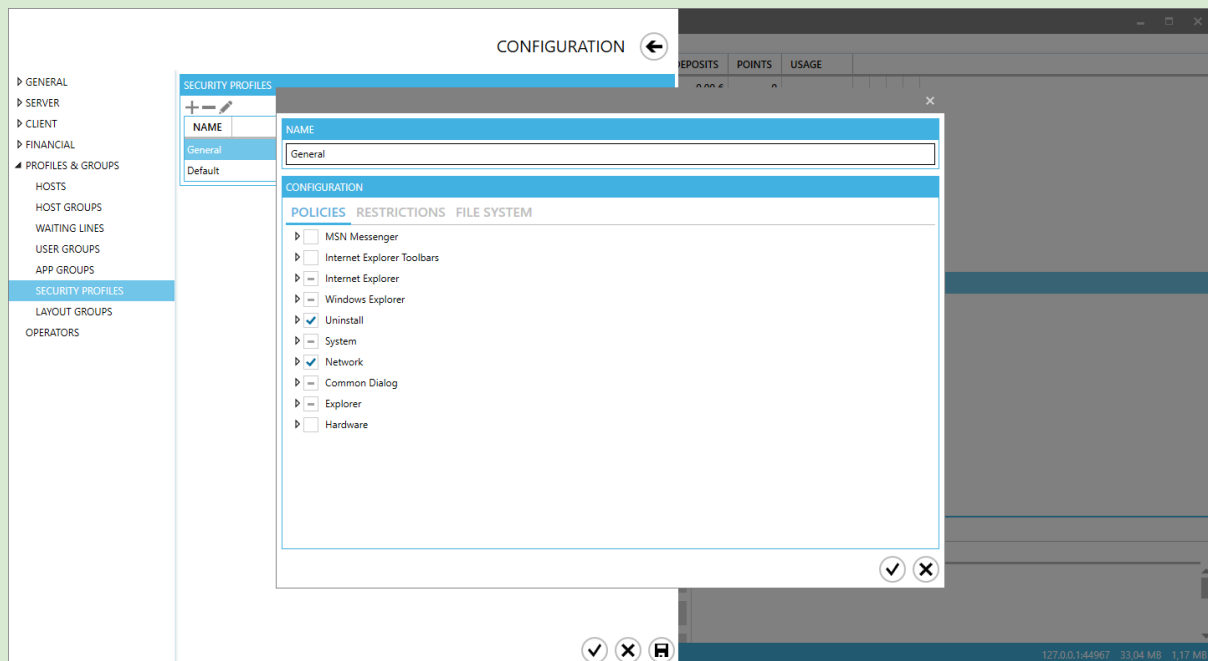 CONFIGURATION
DEPOSITS POINTS USAGE
GENERAL
SERVER
CLIENT
FINANCIAL
PROFILES & GROUPS
HOSTS
HOST GROUPS
WAITING LINES
USER GROUPS
APP GROUPS
SECURITY PROFILES
LAYOUT GROUPS
OPERATORS
SECURITY PROFILES
NAME
General
Default
NAME
General
CONFIGURATION
POLICIES RESTRICTIONS FILE SYSTEM
MSN Messenger
Internet Explorer Toolbars
Internet Explorer
Windows Explorer
Uninstall
System
Network
Common Dialog
Explorer
Hardware
127.0.0.1:44967 33,04 MB 1,17 MB